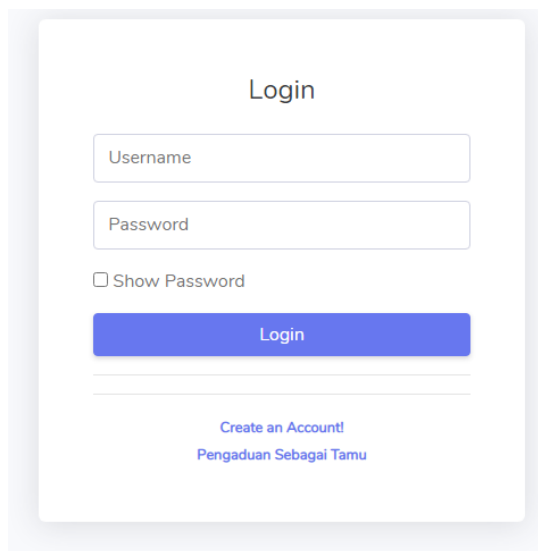 Login
Username
Password
Show Password
Login
Create an Account!
Pengaduan Sebagai Tamu